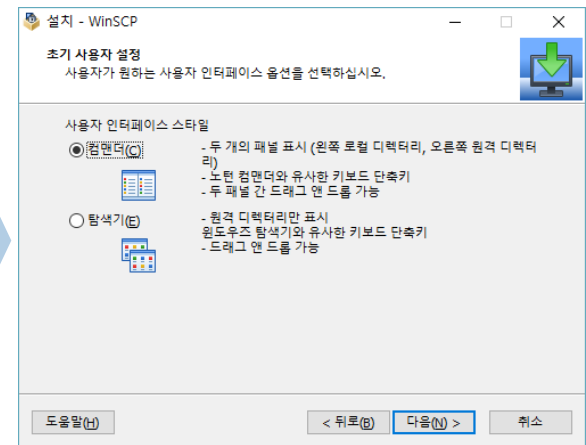 설치 - WinSCP
초기 사용자 설정
사용자가 원하는 사용자 인터페이스 옵션을 선택하십시오.
사용자 인터페이스 스타일
컴맨더(C)
- 두 개의 패널 표시 (왼쪽 로컬 디렉터리, 오른쪽 원격 디렉터
리)
- 노턴 컴맨더와 유사한 키보드 단축키
- 두 패널 간 드래그 앤 드롭 가능
탐색기(E)
- 원격 디렉터리만 표시
윈도우즈 탐색기와 유사한 키보드 단축키
- 드래그 앤 드롭 가능
도움말(H)
< 뒤로(B)
다음(N) >
취소